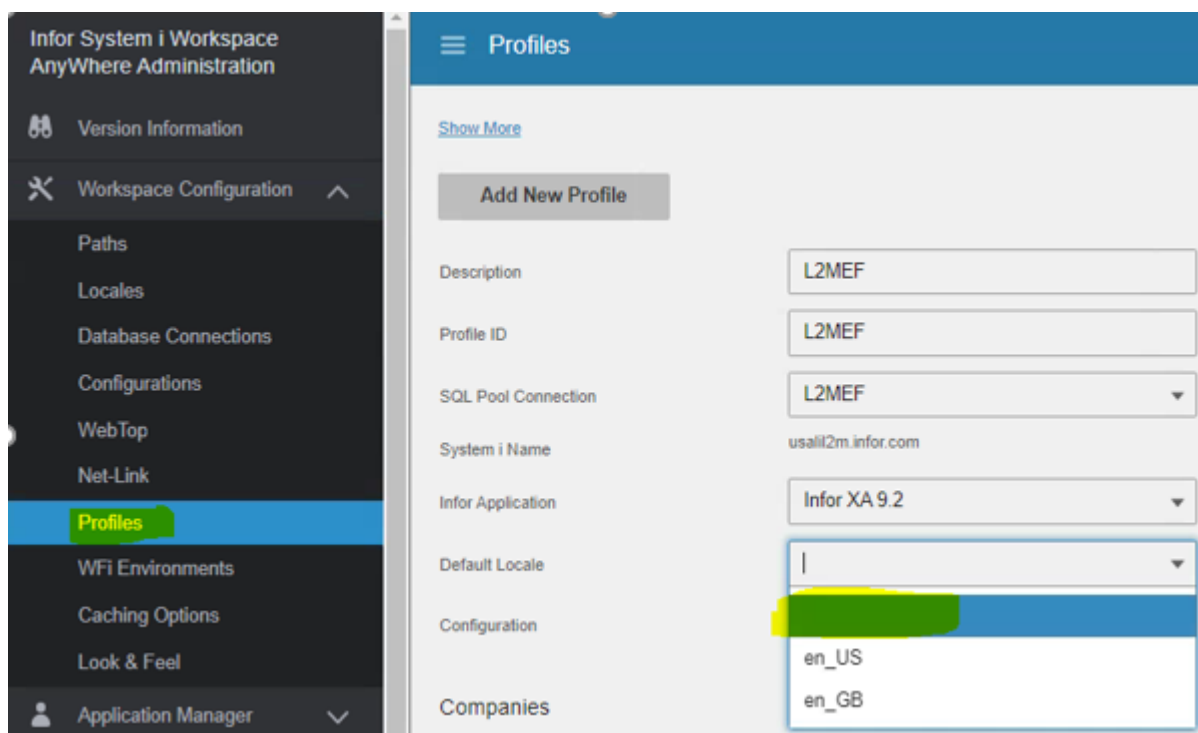 Infor System i Workspace
AnyWhere Administration
Version Information
Workspace Configuration
Paths
Locales
Database Connections
Configurations
WebTop
Net-Link
Profiles
WFi Environments
Caching Options
Look & Feel
Application Manager
Profiles
Show More
Add New Profile
Description L2MEF
Profile ID L2MEF
SQL Pool Connection L2MEF
System i Name usalil2m.infor.com
Infor Application Infor XA 9.2
Default Locale
Configuration
en_US
en_GB
Companies